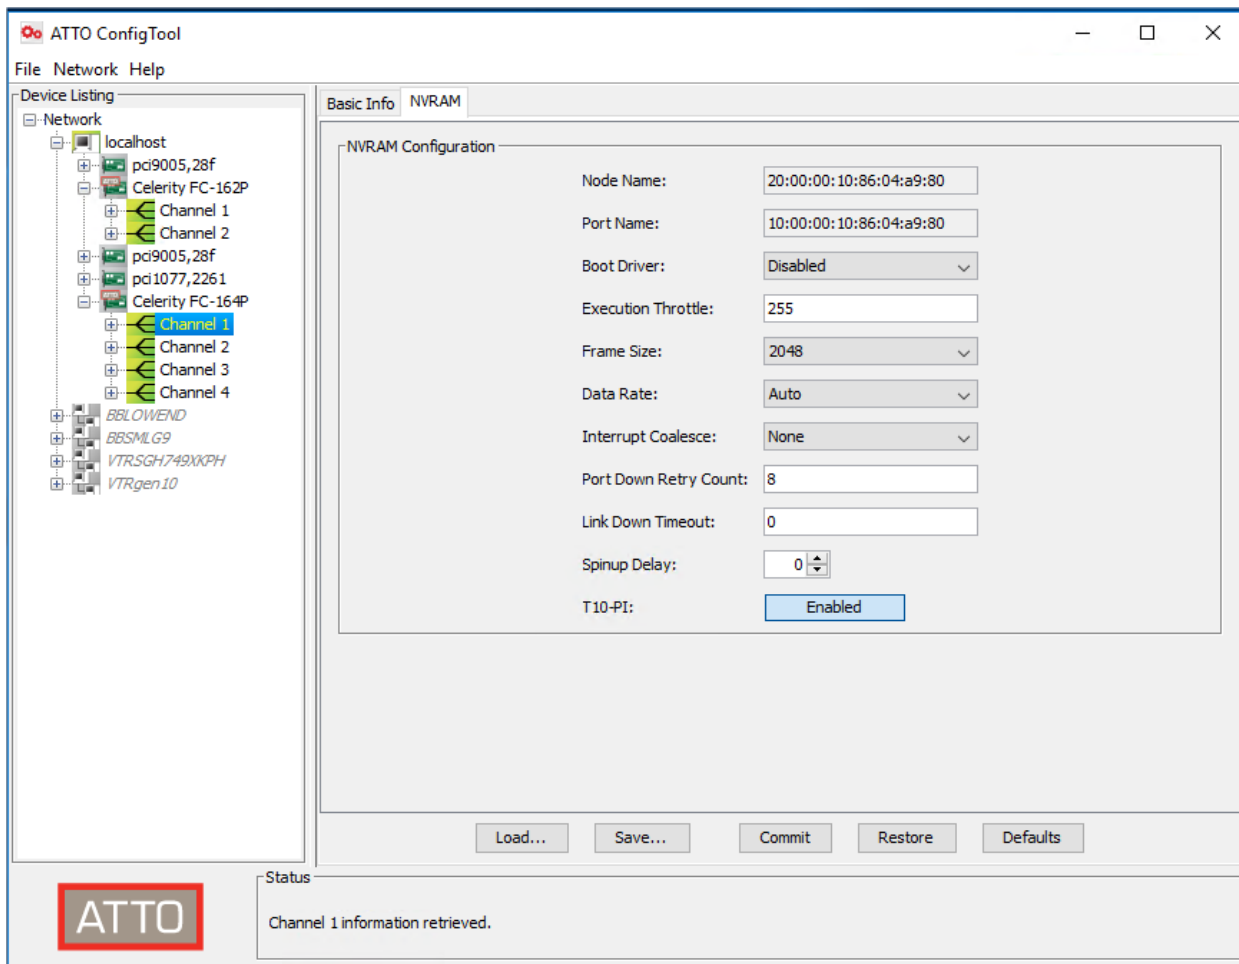 ATTO ConfigTool
File Network Help
Device Listing
Network
localhost
pci9005,28f
Celerity FC-162P
Channel 1
Channel 2
pci9005,28f
pci1077,2261
Celerity FC-164P
Channel 1
Channel 2
Channel 3
Channel 4
BBLOWEND
BBSMLG9
VTRSGH749XKPH
VTRgen10
Basic Info NVRAM
NVRAM Configuration
Node Name: 20:00:00:10:86:04:a9:80
Port Name: 10:00:00:10:86:04:a9:80
Boot Driver: Disabled
Execution Throttle: 255
Frame Size: 2048
Data Rate: Auto
Interrupt Coalesce: None
Port Down Retry Count: 8
Link Down Timeout: 0
Spinup Delay: 0
T10-PI: Enabled
Load... Save... Commit Restore Defaults
ATTO
Status
Channel 1 information retrieved.